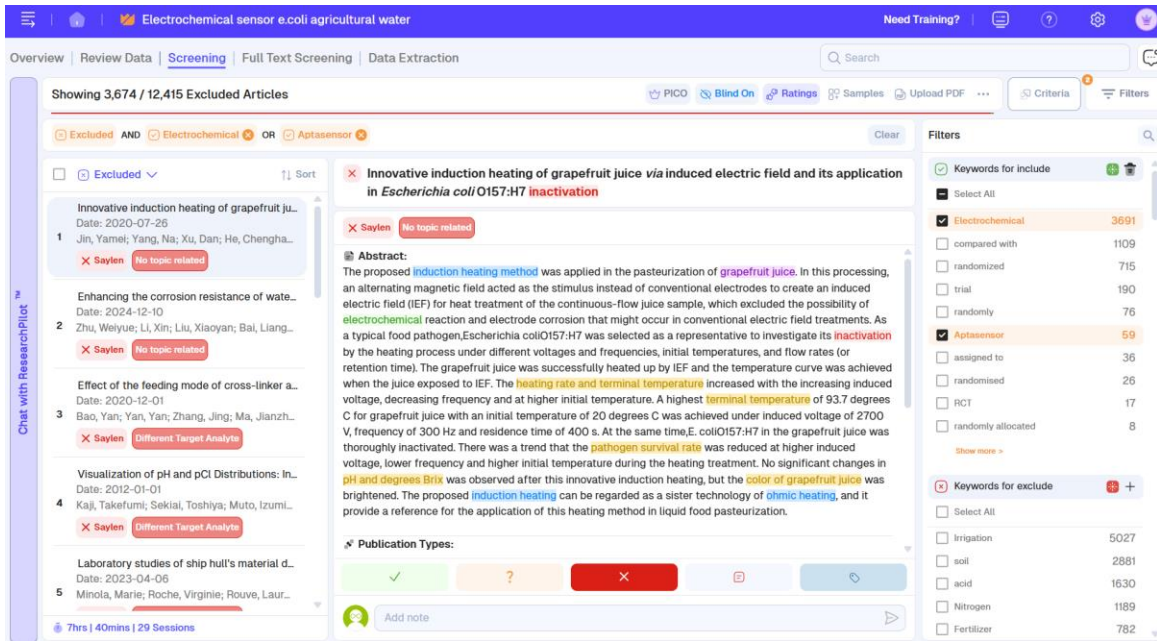 Electrochemical sensor e.coli agricultural water
Need Training?
Overview | Review Data | Screening | Full Text Screening | Data Extraction
Search
Showing 3,674 / 12,415 Excluded Articles
PICO
Blind On
Ratings
Samples
Upload PDF
Criteria
Filters
Excluded AND Electrochemical OR Aptasensor
Clear
Chat with ResearchPilot ™
Excluded
Sort
1
Innovative induction heating of grapefruit ju...
Date: 2020-07-26
Jin, Yamei; Yang, Na; Xu, Dan; He, Chengha...
Saylen
No topic related
2
Enhancing the corrosion resistance of wate...
Date: 2024-12-10
Zhu, Weiyue; Li, Xin; Liu, Xiaoyan; Bai, Liang...
Saylen
No topic related
3
Effect of the feeding mode of cross-linker a...
Date: 2020-12-01
Bao, Yan; Yan, Yan; Zhang, Jing; Ma, Jianzh...
Saylen
Different Target Analyte
4
Visualization of pH and pCl Distributions: In...
Date: 2012-01-01
Kaji, Takefumi; Sekiai, Toshiya; Muto, Izumi...
Saylen
Different Target Analyte
5
Laboratory studies of ship hull's material d...
Date: 2023-04-06
Minola, Marie; Roche, Virginie; Rouve, Laur...
7hrs | 40mins | 29 Sessions
Innovative induction heating of grapefruit juice via induced electric field and its application
in Escherichia coli O157:H7 inactivation
Saylen
No topic related
Abstract:
The proposed induction heating method was applied in the pasteurization of grapefruit juice. In this processing,
an alternating magnetic field acted as the stimulus instead of conventional electrodes to create an induced
electric field (IEF) for heat treatment of the continuous-flow juice sample, which excluded the possibility of
electrochemical reaction and electrode corrosion that might occur in conventional electric field treatments. As
a typical food pathogen,Escherichia coliO157:H7 was selected as a representative to investigate its inactivation
by the heating process under different voltages and frequencies, initial temperatures, and flow rates (or
retention time). The grapefruit juice was successfully heated up by IEF and the temperature curve was achieved
when the juice exposed to IEF. The heating rate and terminal temperature increased with the increasing induced
voltage, decreasing frequency and at higher initial temperature. A highest terminal temperature of 93.7 degrees
C for grapefruit juice with an initial temperature of 20 degrees C was achieved under induced voltage of 2700
V, frequency of 300 Hz and residence time of 400 s. At the same time,E. coliO157:H7 in the grapefruit juice was
thoroughly inactivated. There was a trend that the pathogen survival rate was reduced at higher induced
voltage, lower frequency and higher initial temperature during the heating treatment. No significant changes in
pH and degrees Brix was observed after this innovative induction heating, but the color of grapefruit juice was
brightened. The proposed induction heating can be regarded as a sister technology of ohmic heating, and it
provide a reference for the application of this heating method in liquid food pasteurization.
Publication Types:
Add note
Filters
Keywords for include
Select All
Electrochemical 3691
compared with 1109
randomized 715
trial 190
randomly 76
Aptasensor 59
assigned to 36
randomised 26
RCT 17
randomly allocated 8
Show more >
Keywords for exclude
Select All
Irrigation 5027
soil 2881
acid 1630
Nitrogen 1189
Fertilizer 782